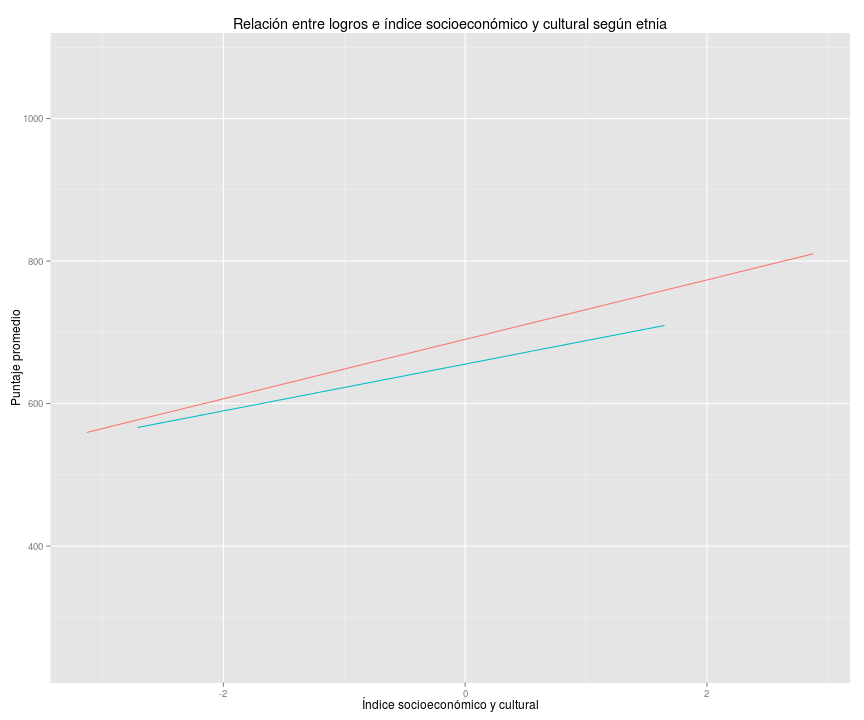 Relación entre logros e índice socioeconómico y cultural según etnia
1000
800
600
400
Puntaje promedio
-2
0
2
Índice socioeconómico y cultural